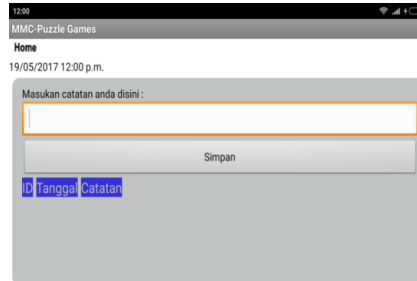 12:00
MMC-Puzzle Games
Home
19/05/2017 12:00 p.m.
Masukan catatan anda disini :
Simpan
ID Tanggal Catatan